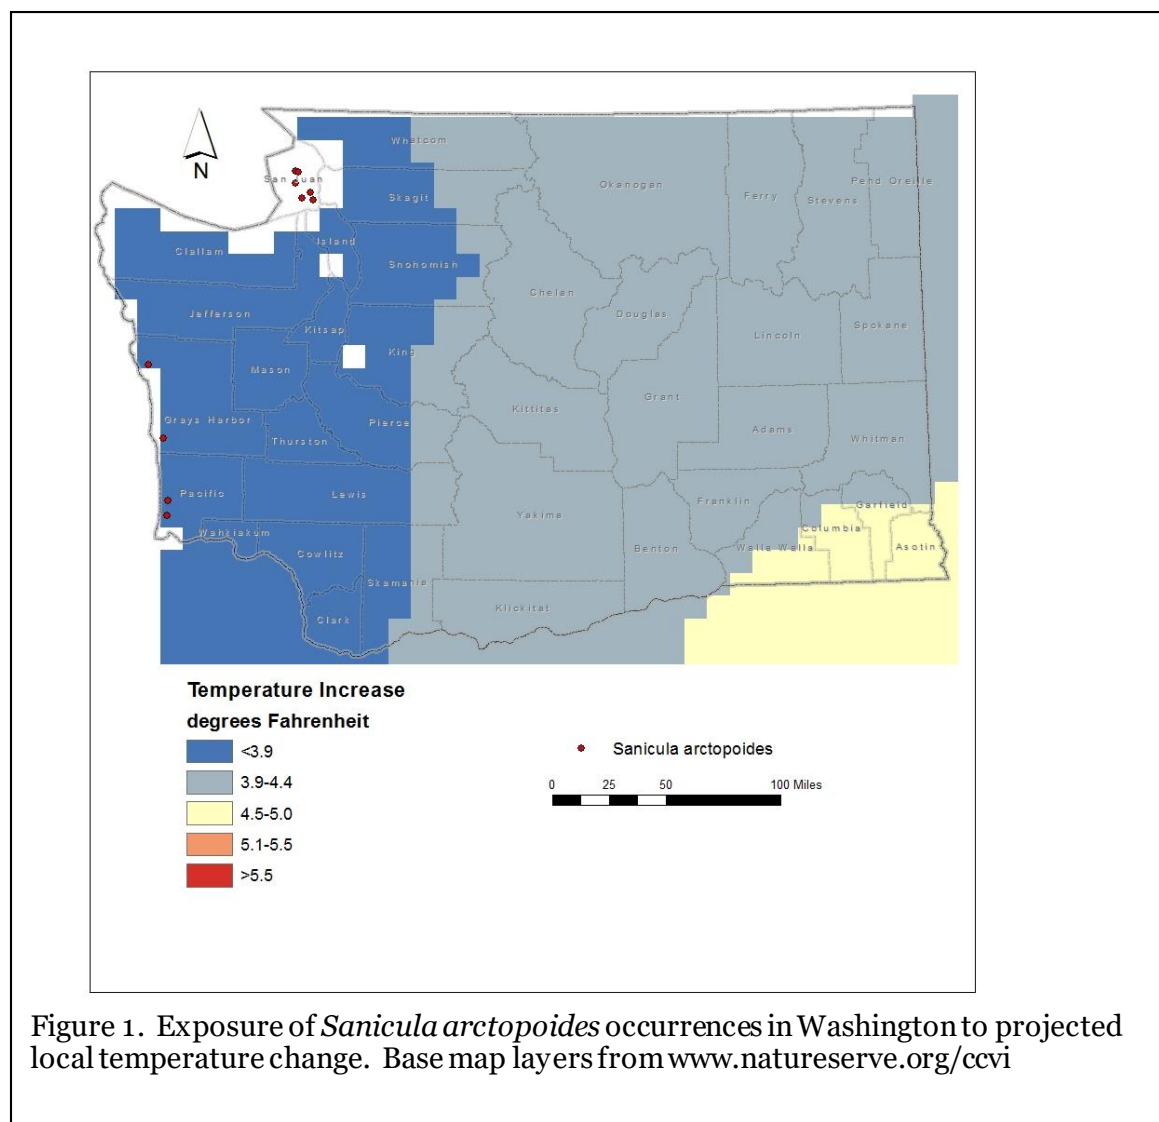 N
Whatcom
San Juan
Okanogan
Ferry
Stevens
Pend Oreille
Skagit
Island
Clallam
Snohomish
Chelan
Jefferson
Douglas
Kitsap
Lincoln
Spokane
King
Mason
Kittitas
Grant
Grays Harbor
Pierce
Adams
Whitman
Thurston
Pacific
Lewis
Franklin
Garfield
Yakima
Columbia
Wahkiakum
Cowlitz
Benton
Walla Walla
Asotin
Skamania
Klickitat
Clark
Temperature Increase
degrees Fahrenheit
<3.9
3.9-4.4
4.5-5.0
5.1-5.5
>5.5
Sanicula arctopoides
0 25 50 100 Miles
Figure 1. Exposure of Sanicula arctopoides occurrences in Washington to projected
local temperature change. Base map layers from www.natureserve.org/ccvi